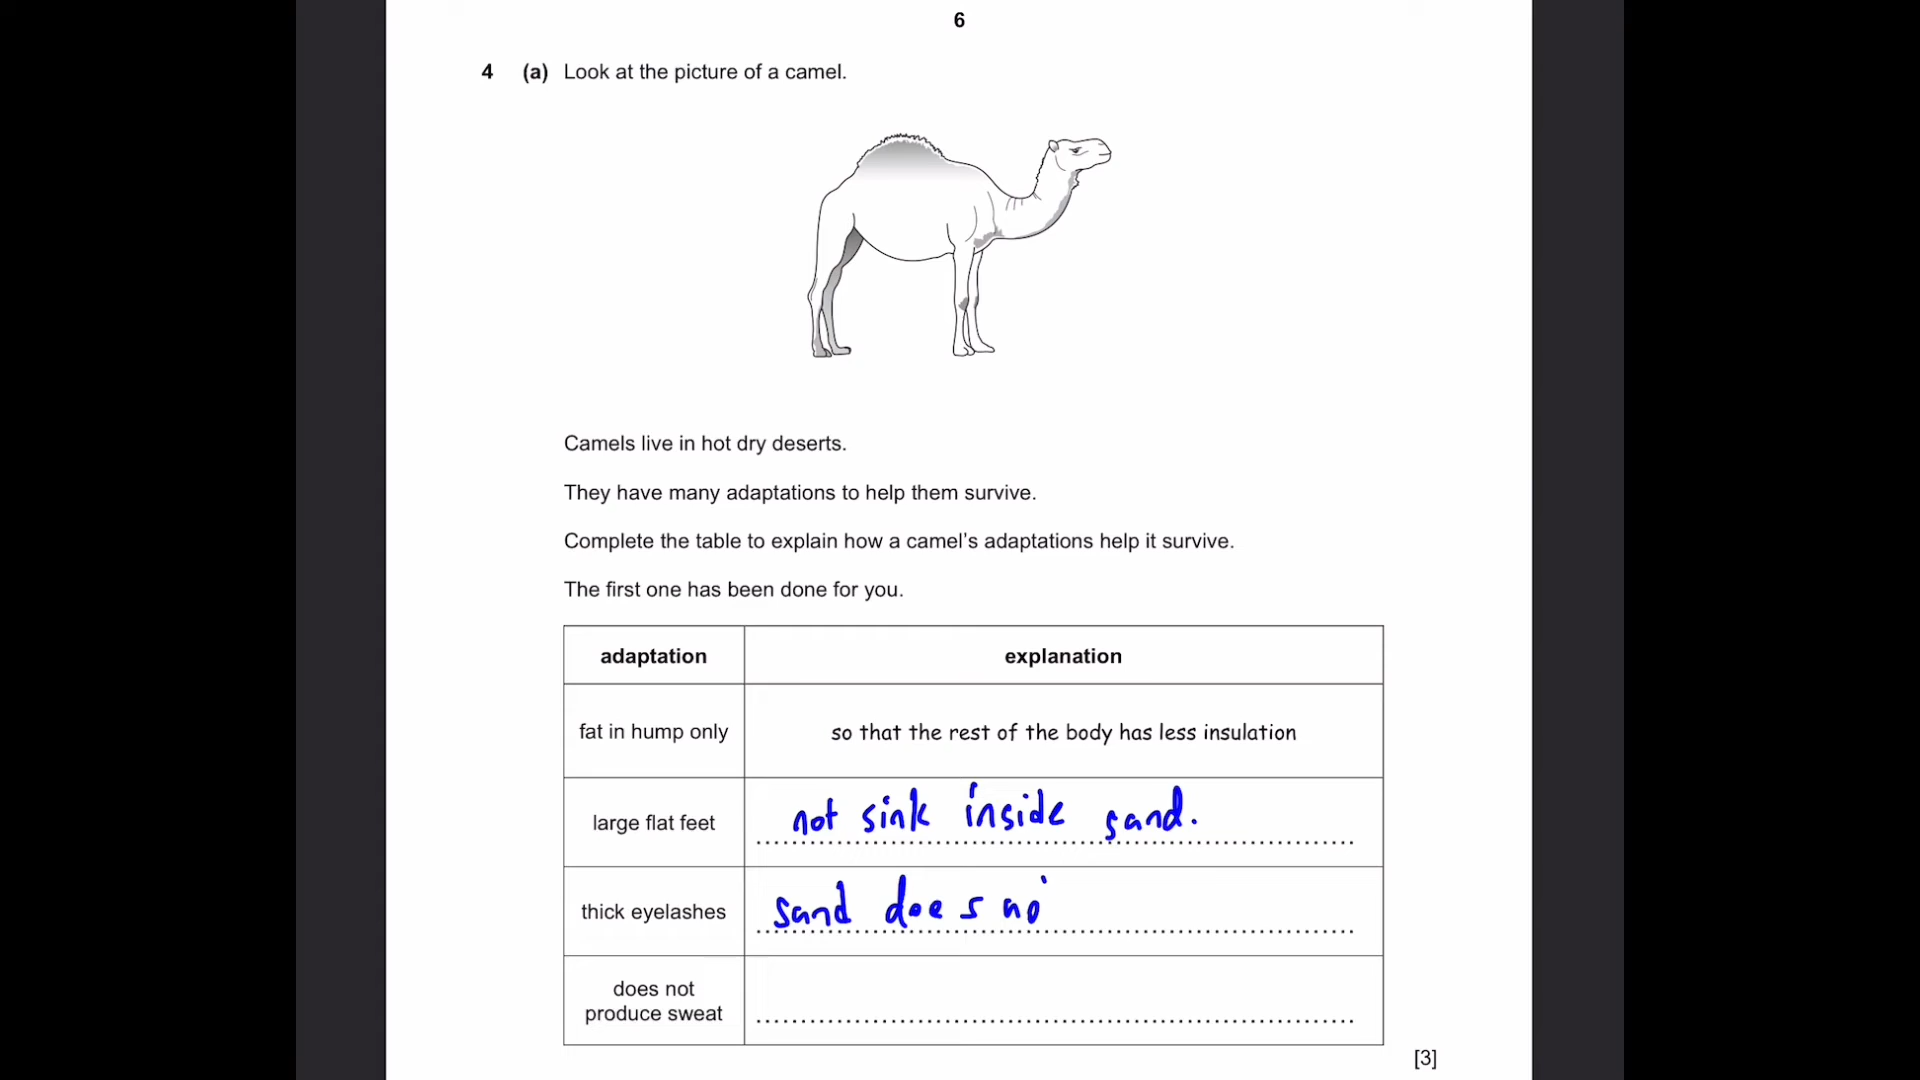 6
4 (a) Look at the picture of a camel.
Camels live in hot dry deserts.
They have many adaptations to help them survive.
Complete the table to explain how a camel's adaptations help it survive.
The first one has been done for you.
adaptation explanation
fat in hump only so that the rest of the body has less insulation
large flat feet not sink inside sand.
thick eyelashes sand does no
does not
produce sweat
[3]